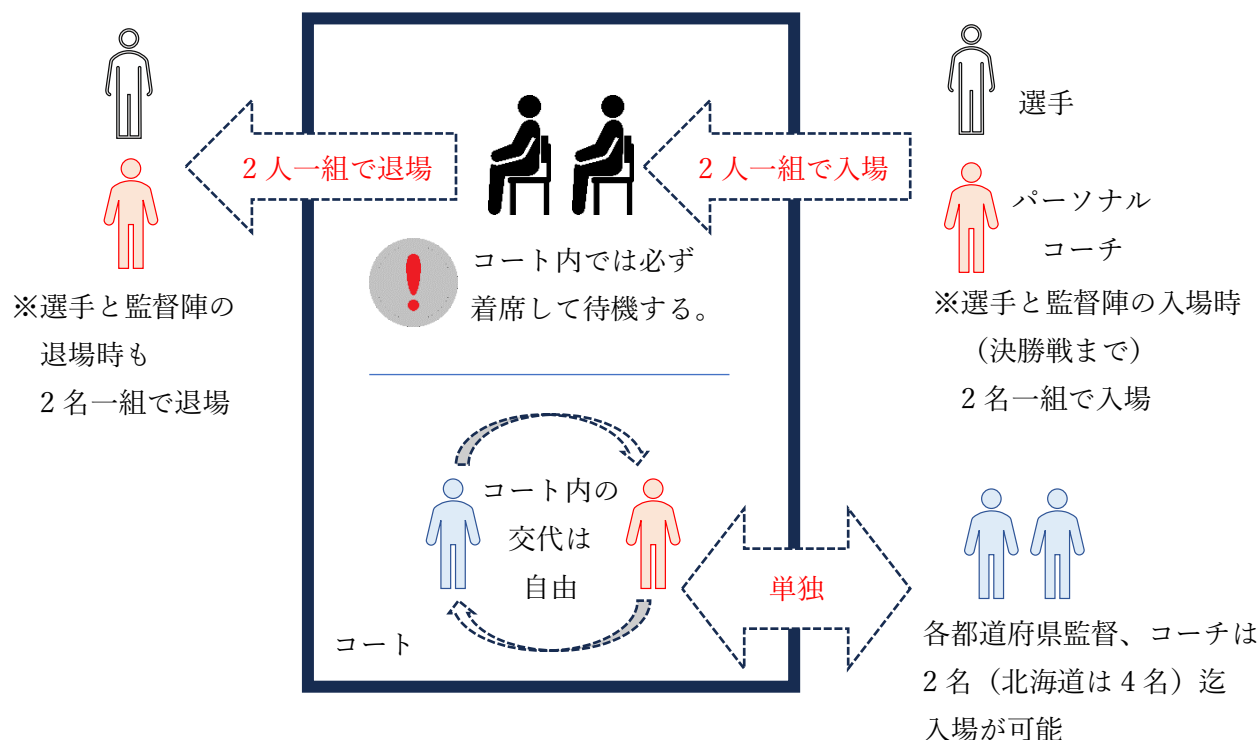 選手
2人一組で退場
2人一組で入場
パーソナル
コーチ
コート内では必ず
着席して待機する。
※選手と監督陣の
退場時も
2名一組で退場
※選手と監督陣の入場時
（決勝戦まで）
2名一組で入場
コート内の
交代は
自由
単独
コート
各都道府県監督、コーチは
2名（北海道は4名）迄
入場が可能